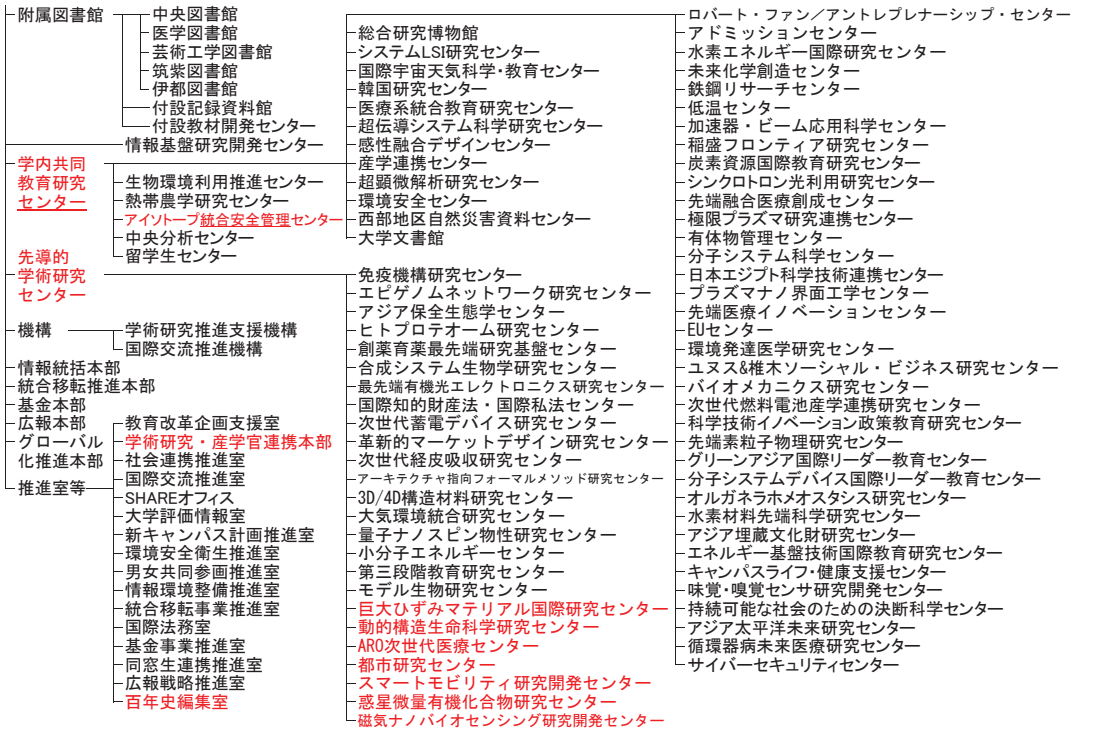 附属図書館
中央図書館
医学図書館
芸術工学図書館
筑紫図書館
伊都図書館
付設記録資料館
付設教材開発センター
情報基盤研究開発センター
学内共同
教育研究
センター
生物環境利用推進センター
熱帯農学研究センター
アイソトープ統合安全管理センター
中央分析センター
留学生センター
先導的
学術研究
センター
機構
学術研究推進支援機構
国際交流推進機構
情報統括本部
統合移転推進本部
基金本部
広報本部
グローバル
化推進本部
推進室等
教育改革企画支援室
学術研究・産学官連携本部
社会連携推進室
国際交流推進室
SHAREオフィス
大学評価情報室
新キャンパス計画推進室
環境安全衛生推進室
男女共同参画推進室
情報環境整備推進室
統合移転事業推進室
国際法務室
基金事業推進室
同窓生連携推進室
広報戦略推進室
百年史編集室
総合研究博物館
システムLSI研究センター
国際宇宙天気科学・教育センター
韓国研究センター
医療系統合教育研究センター
超伝導システム科学研究センター
感性融合デザインセンター
産学連携センター
超顕微解析研究センター
環境安全センター
西部地区自然災害資料センター
大学文書館
免疫機構研究センター
エピゲノムネットワーク研究センター
アジア保全生態学センター
ヒトプロテオーム研究センター
創薬育薬最先端研究基盤センター
合成システム生物学研究センター
最先端有機光エレクトロニクス研究センター
国際知的財産法・国際私法センター
次世代蓄電デバイス研究センター
革新的マーケットデザイン研究センター
次世代経皮吸収研究センター
アーキテクチャ指向フォーマルメソッド研究センター
3D/4D構造材料研究センター
大気環境統合研究センター
量子ナノスピン物性研究センター
小分子エネルギーセンター
第三段階教育研究センター
モデル生物研究センター
巨大ひずみマテリアル国際研究センター
動的構造生命科学研究センター
ARO次世代医療センター
都市研究センター
スマートモビリティ研究開発センター
惑星微量有機化合物研究センター
磁気ナノバイオセンシング研究開発センター
ロバート・ファン／アントレプレナーシップ・センター
アドミッションセンター
水素エネルギー国際研究センター
未来化学創造センター
鉄鋼リサーチセンター
低温センター
加速器・ビーム応用科学センター
稲盛フロンティア研究センター
炭素資源国際教育研究センター
シンクロトロン光利用研究センター
先端融合医療創成センター
極限プラズマ研究連携センター
有体物管理センター
分子システム科学センター
日本エジプト科学技術連携センター
プラズマナノ界面工学センター
先端医療イノベーションセンター
EUセンター
環境発達医学研究センター
ユヌス&椎木ソーシャル・ビジネス研究センター
バイオメカニクス研究センター
次世代燃料電池産学連携研究センター
科学技術イノベーション政策教育研究センター
先端素粒子物理研究センター
グリーンアジア国際リーダー教育センター
分子システムデバイス国際リーダー教育センター
オルガネラホメオスタシス研究センター
水素材料先端科学研究センター
アジア埋蔵文化財研究センター
エネルギー基盤技術国際教育研究センター
キャンパスライフ・健康支援センター
味覚・嗅覚センサ研究開発センター
持続可能な社会のための決断科学センター
アジア太平洋未来研究センター
循環器病未来医療研究センター
サイバーセキュリティセンター